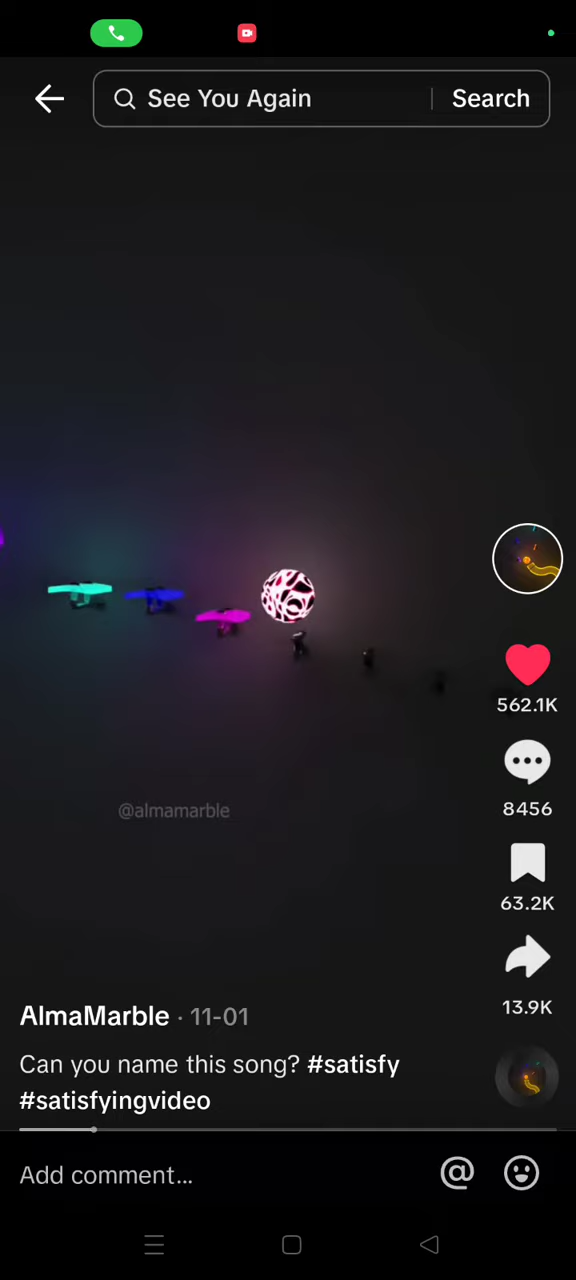 See You Again
Search
562.1K
8456
@almamarble
63.2K
13.9K
AlmaMarble · 11-01
Can you name this song? #satisfy
#satisfyingvideo
Add comment...